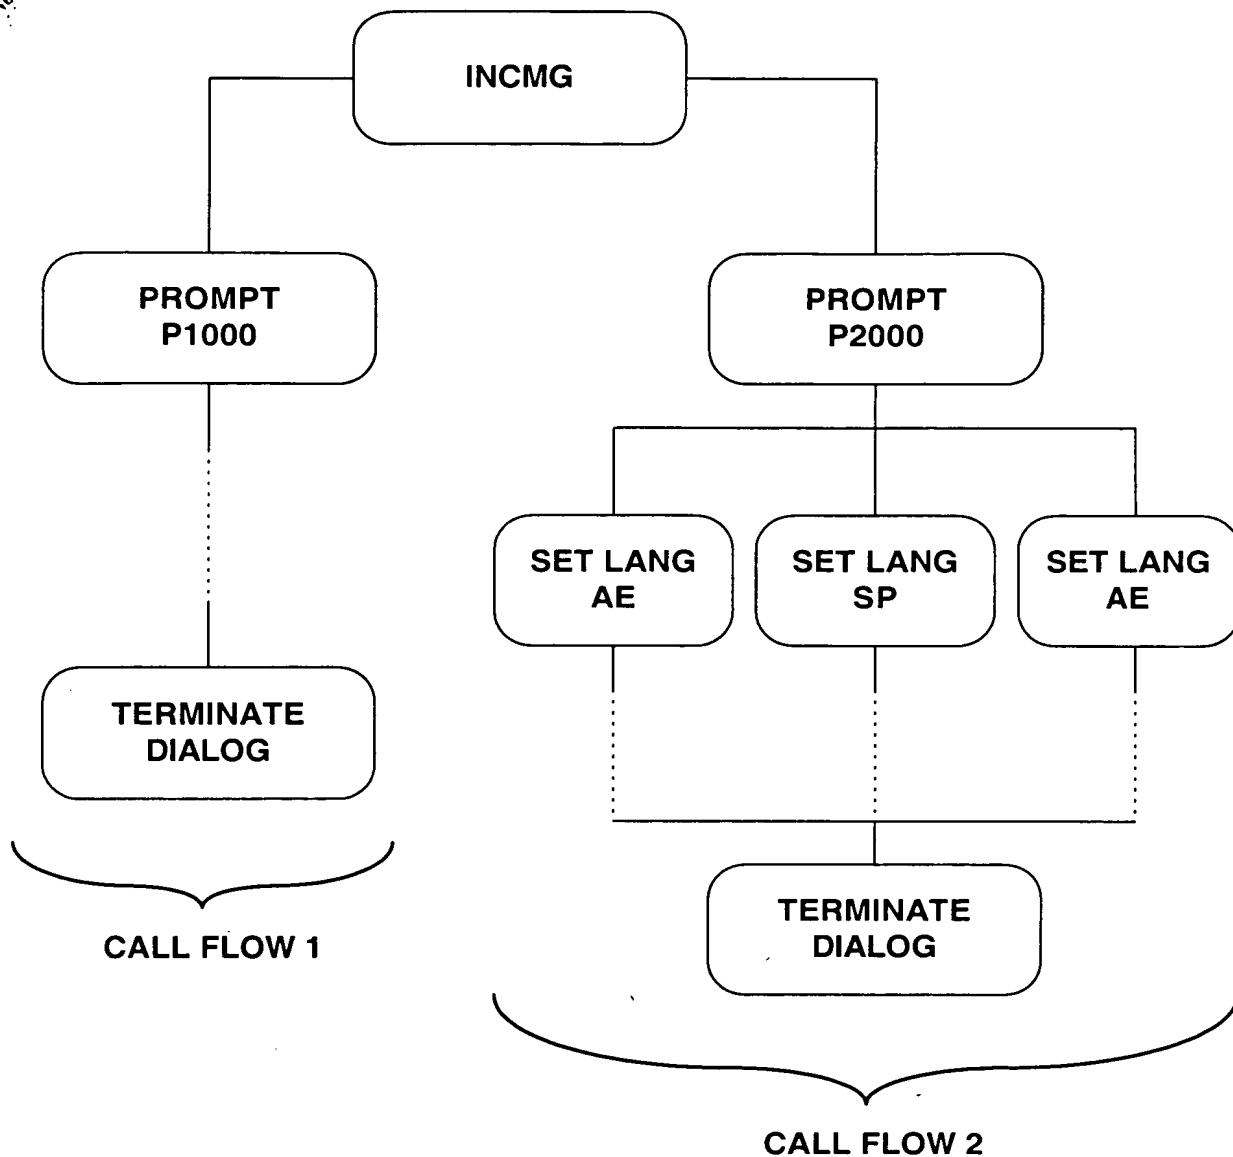 INCMG
PROMPT
P1000
PROMPT
P2000
SET LANG
AE
SET LANG
SP
SET LANG
AE
TERMINATE
DIALOG
TERMINATE
DIALOG
CALL FLOW 1
CALL FLOW 2